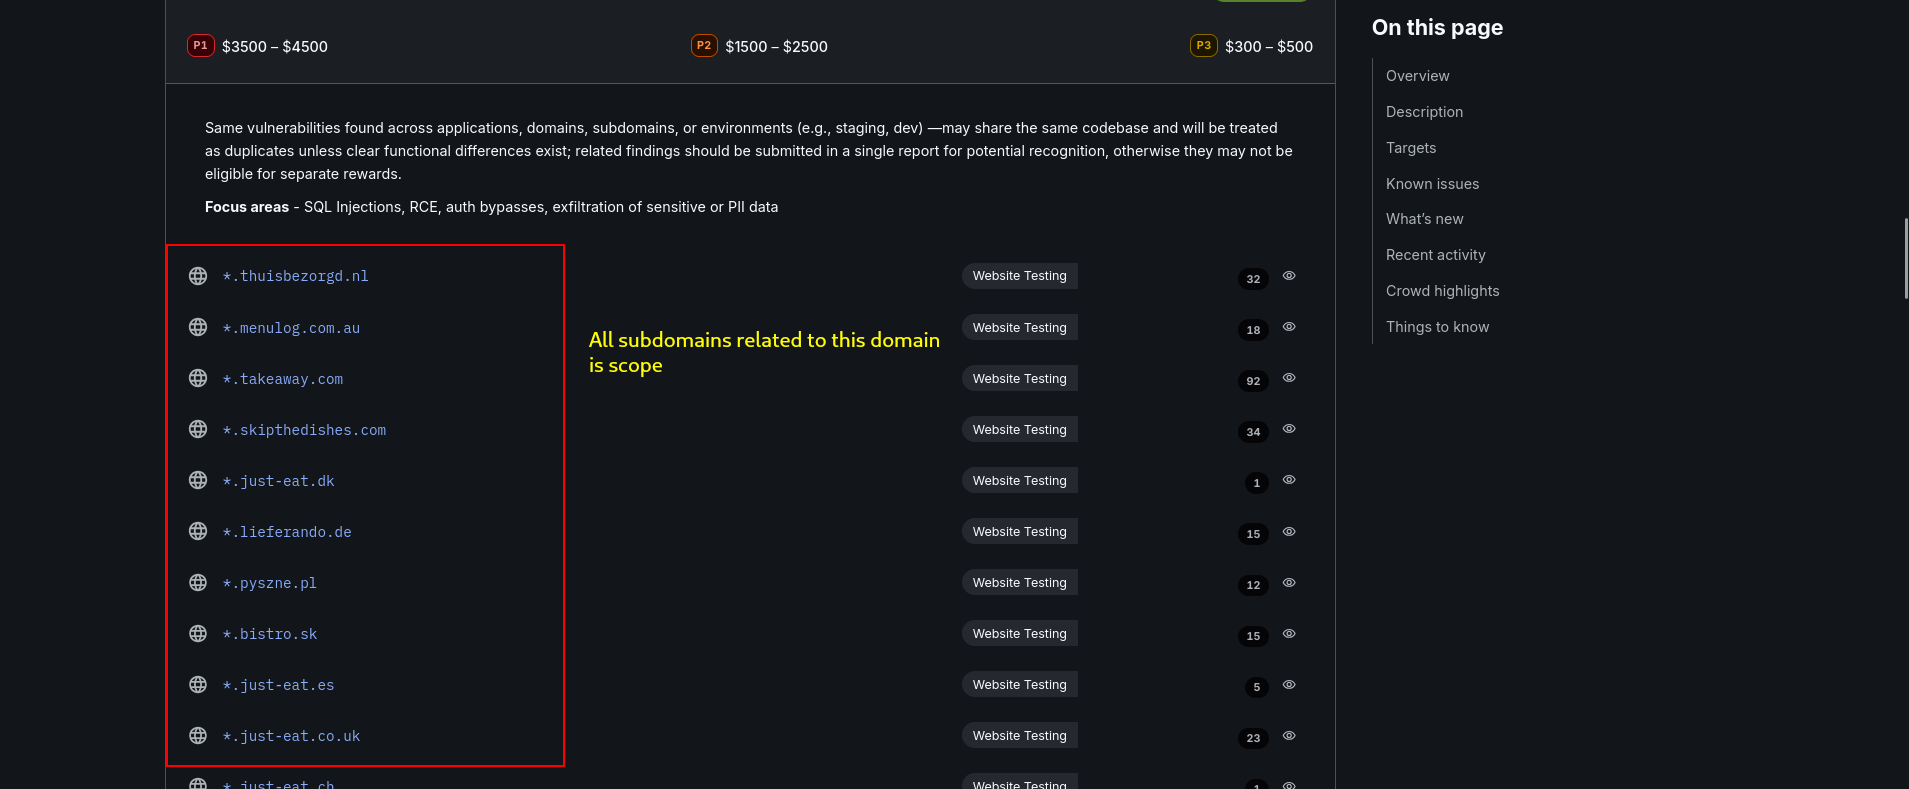 P1 $3500 – $4500 P2 $1500 – $2500 P3 $300 – $500
Same vulnerabilities found across applications, domains, subdomains, or environments (e.g., staging, dev) —may share the same codebase and will be treated
as duplicates unless clear functional differences exist; related findings should be submitted in a single report for potential recognition, otherwise they may not be
eligible for separate rewards.
Focus areas - SQL Injections, RCE, auth bypasses, exfiltration of sensitive or PII data
*.thuisbezorgd.nl Website Testing 32
*.menulog.com.au Website Testing 18
All subdomains related to this domain
is scope
*.takeaway.com Website Testing 92
*.skipthedishes.com Website Testing 34
*.just-eat.dk Website Testing 1
*.lieferando.de Website Testing 15
*.pyszne.pl Website Testing 12
*.bistro.sk Website Testing 15
*.just-eat.es Website Testing 5
*.just-eat.co.uk Website Testing 23
*.just-eat.ch Website Testing 1
On this page
Overview
Description
Targets
Known issues
What’s new
Recent activity
Crowd highlights
Things to know